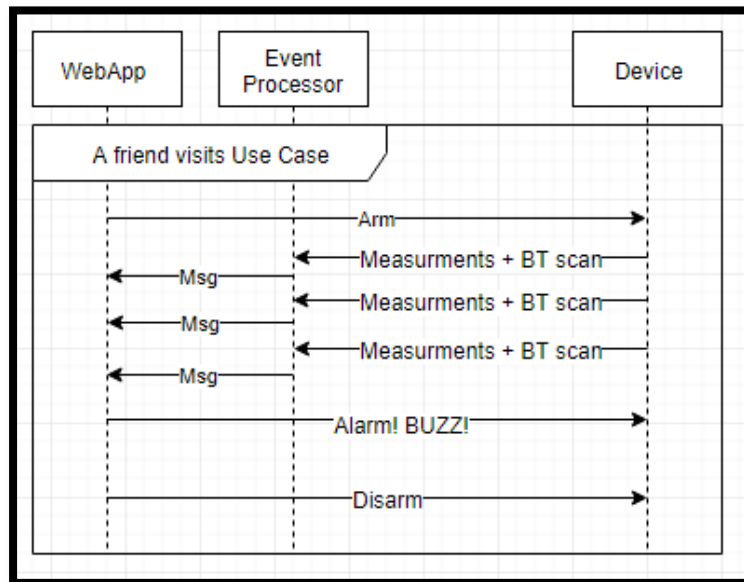 WebApp
Event
Processor
Device
A friend visits Use Case
Arm
Measurments + BT scan
Msg
Measurments + BT scan
Msg
Measurments + BT scan
Msg
Alarm! BUZZ!
Disarm